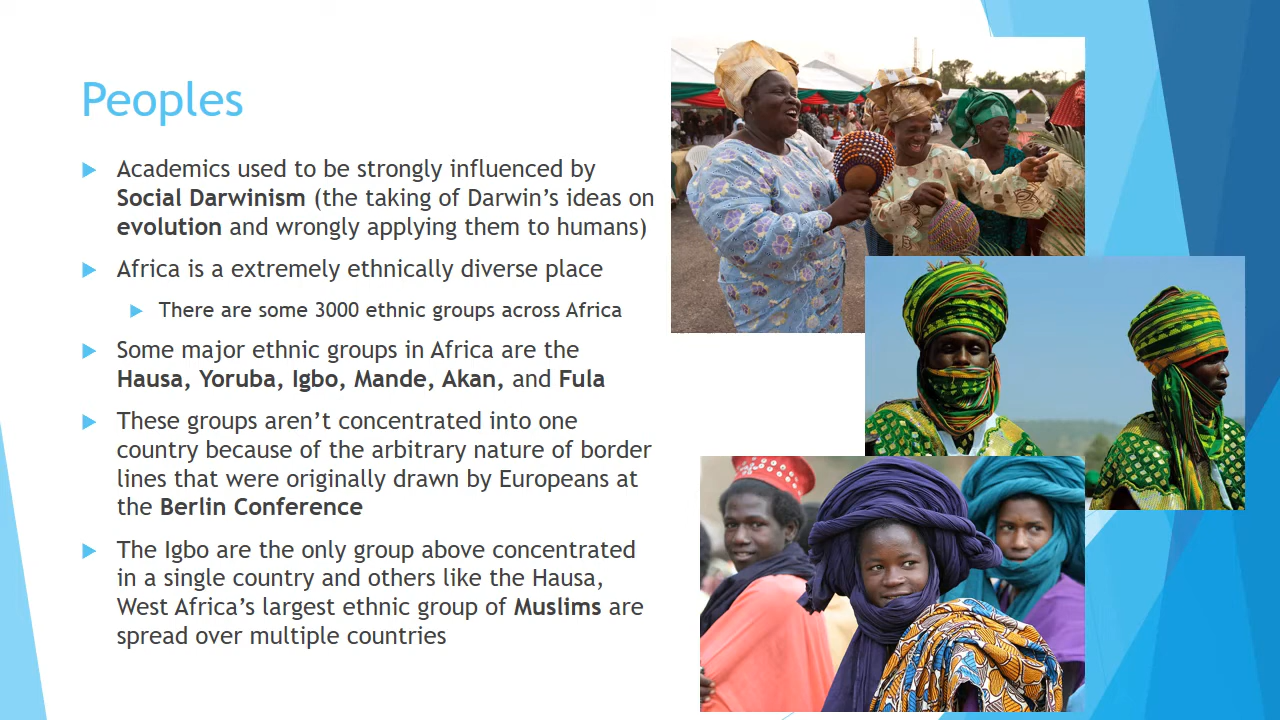 Peoples
Academics used to be strongly influenced by
Social Darwinism (the taking of Darwin’s ideas on
evolution and wrongly applying them to humans)
Africa is a extremely ethnically diverse place
There are some 3000 ethnic groups across Africa
Some major ethnic groups in Africa are the
Hausa, Yoruba, Igbo, Mande, Akan, and Fula
These groups aren’t concentrated into one
country because of the arbitrary nature of border
lines that were originally drawn by Europeans at
the Berlin Conference
The Igbo are the only group above concentrated
in a single country and others like the Hausa,
West Africa’s largest ethnic group of Muslims are
spread over multiple countries